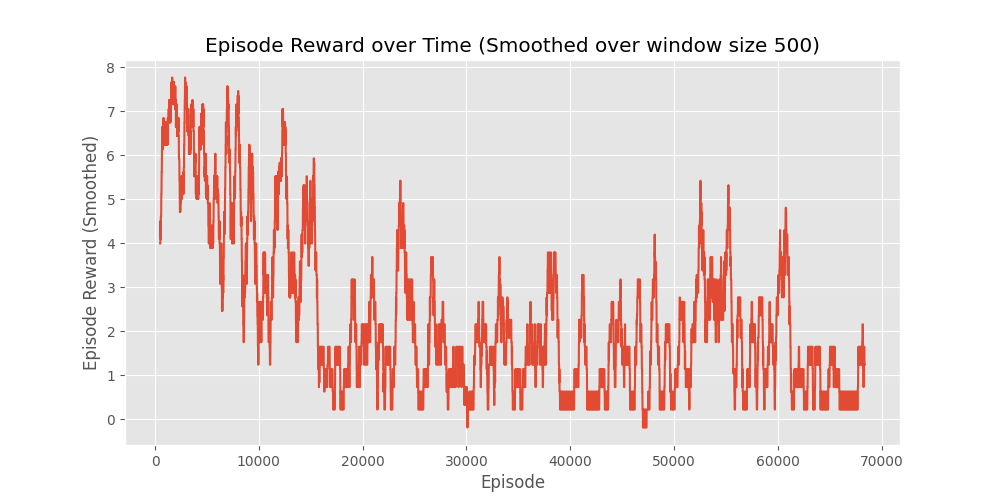 Episode Reward over Time (Smoothed over window size 500)
Episode Reward (Smoothed)
8
7
6
5
4
3
2
1
0
0 10000 20000 30000 40000 50000 60000 70000
Episode